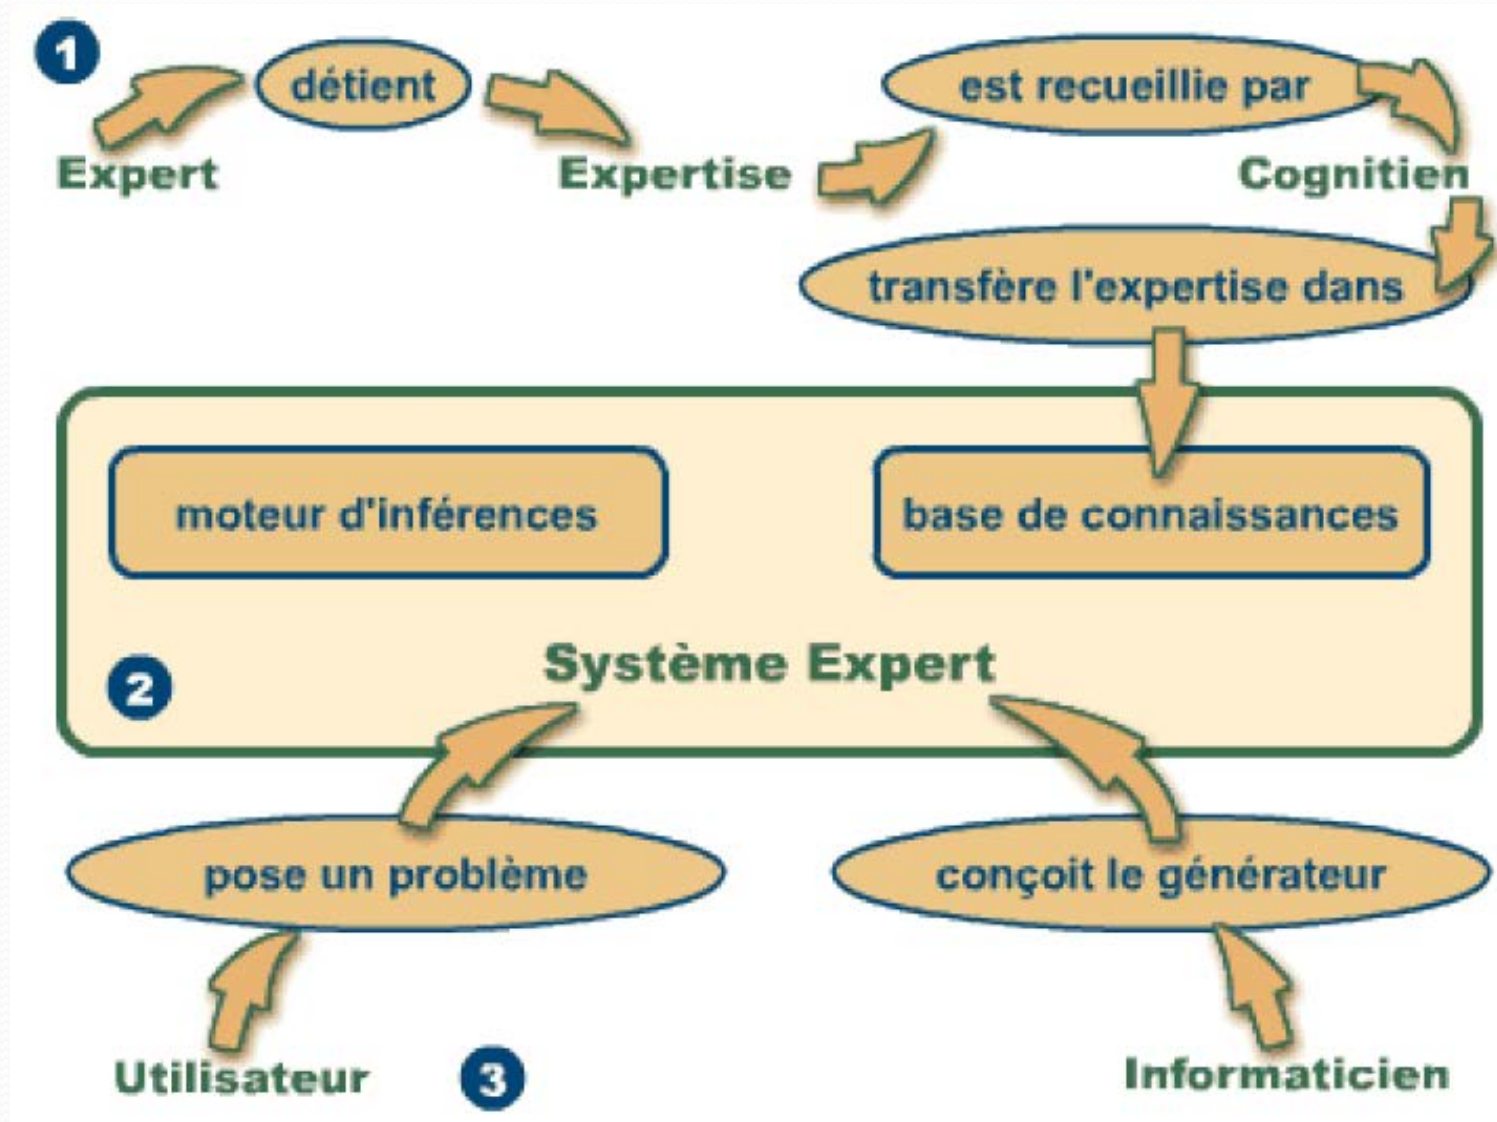 1
détient
est recueillie par
Expert
Expertise
Cognitien
transfère l'expertise dans
moteur d'inférences
base de connaissances
Système Expert
2
pose un problème
conçoit le générateur
Utilisateur
3
Informaticien